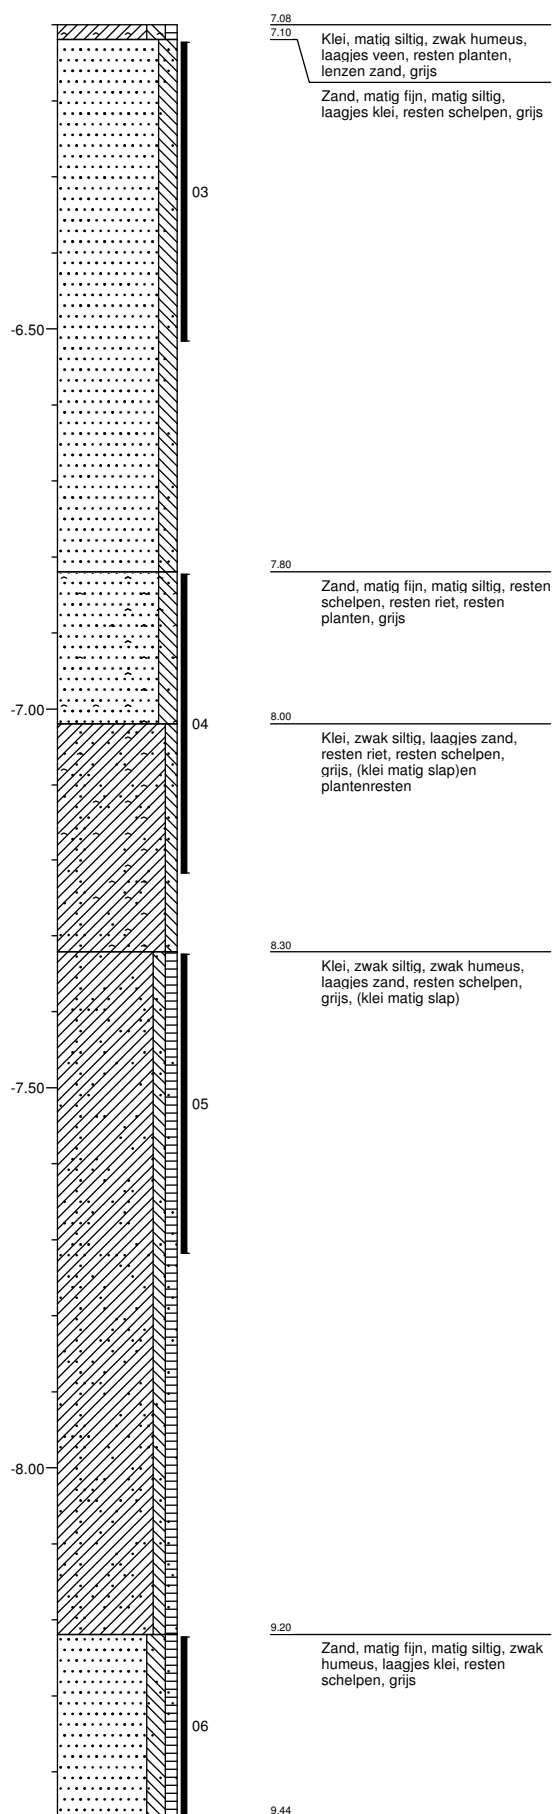 7.08
7.10
Klei, matig siltig, zwak humeus,
laagjes veen, resten planten,
lenzen zand, grijs
Zand, matig fijn, matig siltig,
laagjes klei, resten schelpen, grijs
03
-6.50
7.80
Zand, matig fijn, matig siltig, resten
schelpen, resten riet, resten
planten, grijs
-7.00
04
8.00
Klei, zwak siltig, laagjes zand,
resten riet, resten schelpen,
grijs, (klei matig slap)en
plantenresten
8.30
Klei, zwak siltig, zwak humeus,
laagjes zand, resten schelpen,
grijs, (klei matig slap)
-7.50
05
-8.00
9.20
Zand, matig fijn, matig siltig, zwak
humeus, laagjes klei, resten
schelpen, grijs
06
9.44